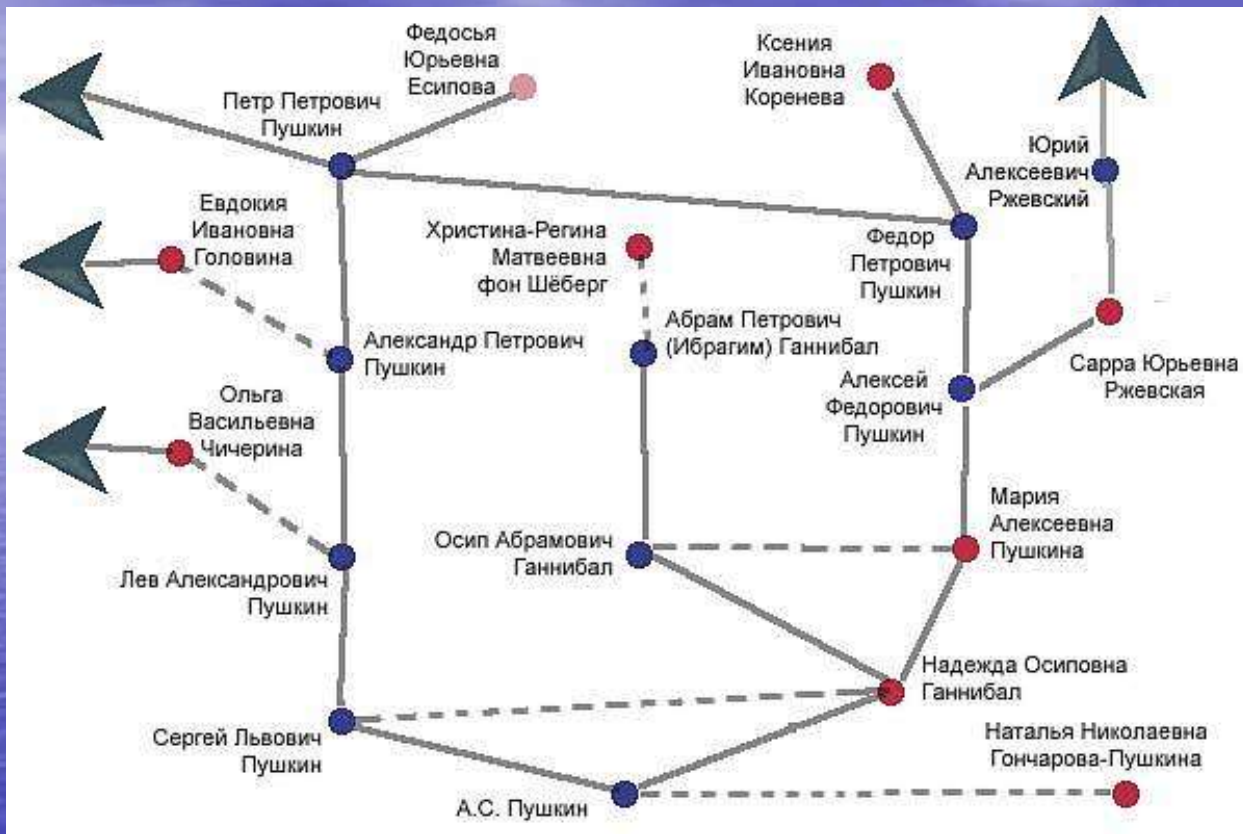 Федосья
Юрьевна
Есипова
Ксения
Ивановна
Коренева
Петр Петрович
Пушкин
Юрий
Алексеевич
Ржевский
Евдокия
Ивановна
Головина
Христина-Регина
Матвеевна
фон Шёберг
Федор
Петрович
Пушкин
Александр Петрович
Пушкин
Абрам Петрович
(Ибрагим) Ганнибал
Сарра Юрьевна
Ржевская
Алексей
Федорович
Пушкин
Ольга
Васильевна
Чичерина
Мария
Алексеевна
Пушкина
Осип Абрамович
Ганнибал
Лев Александрович
Пушкин
Надежда Осиповна
Ганнибал
Сергей Львович
Пушкин
Наталья Николаевна
Гончарова-Пушкина
А.С. Пушкин